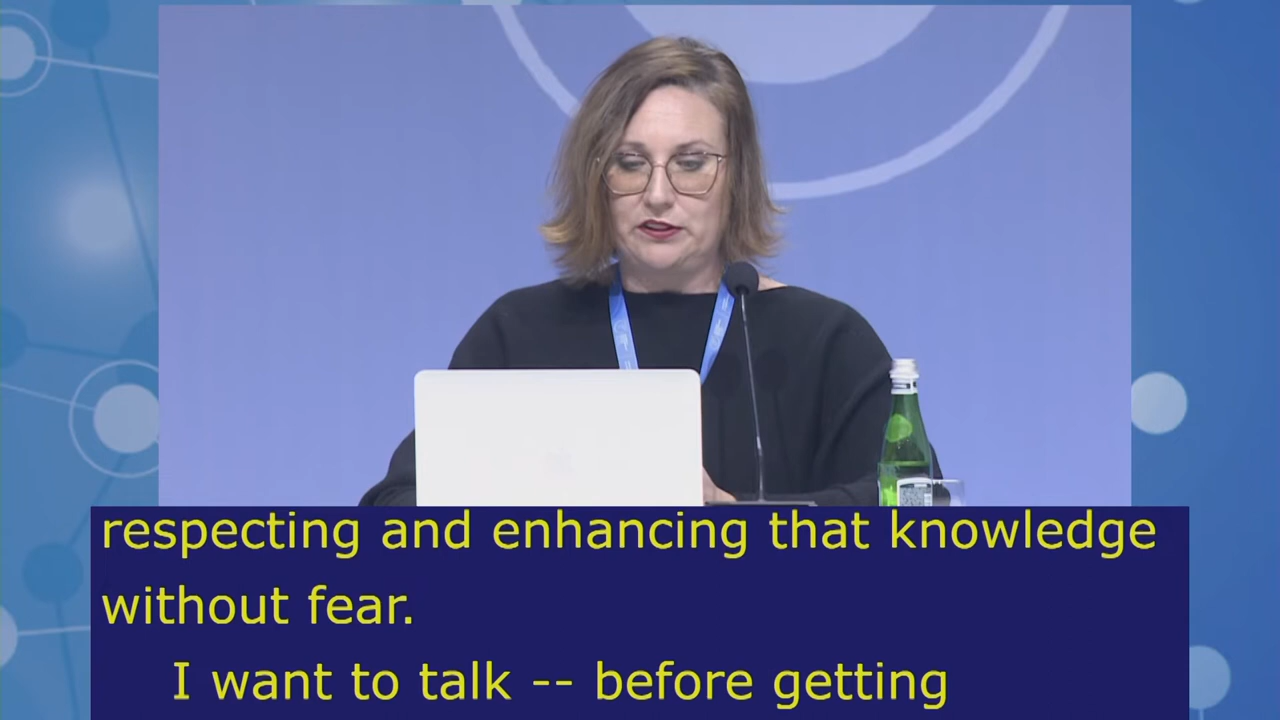 respecting and enhancing that knowledge
without fear.
I want to talk -- before getting